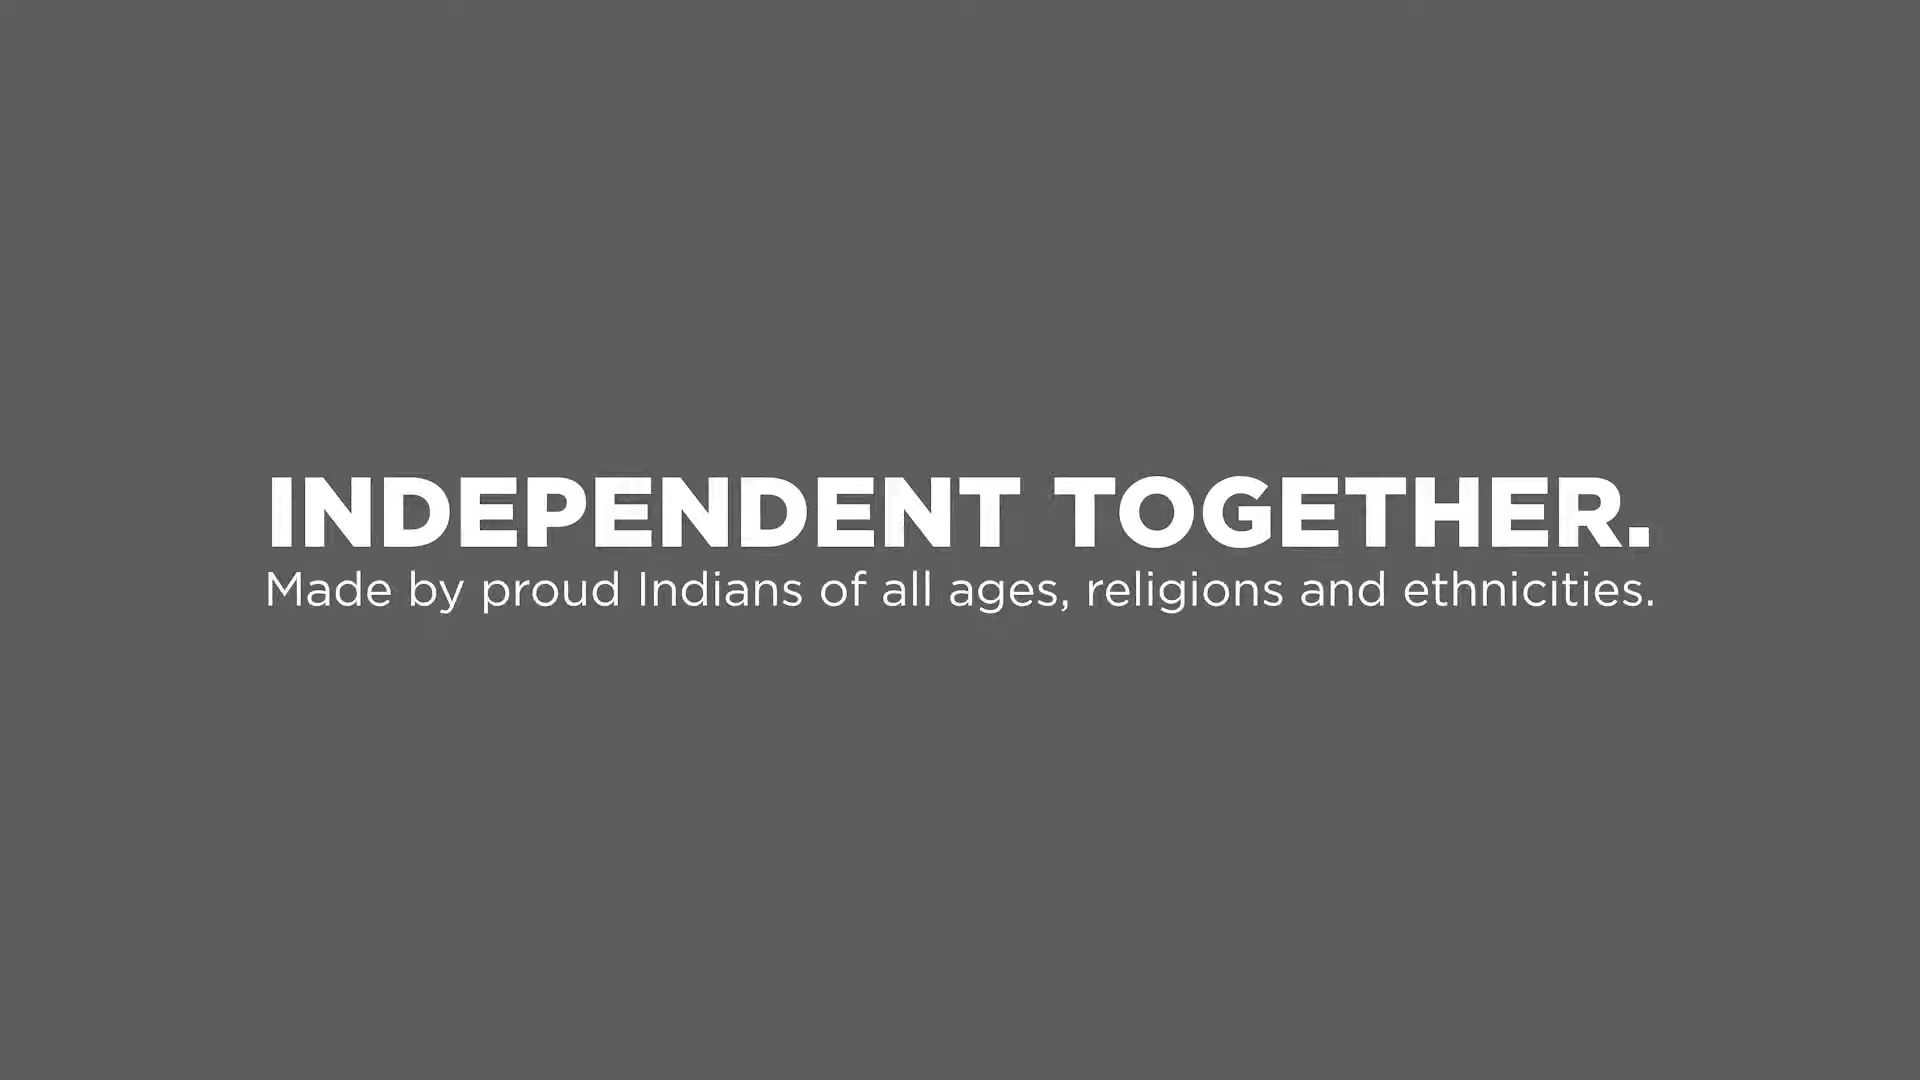 INDEPENDENT TOGETHER.
Made by proud Indians of all ages, religions and ethnicities.